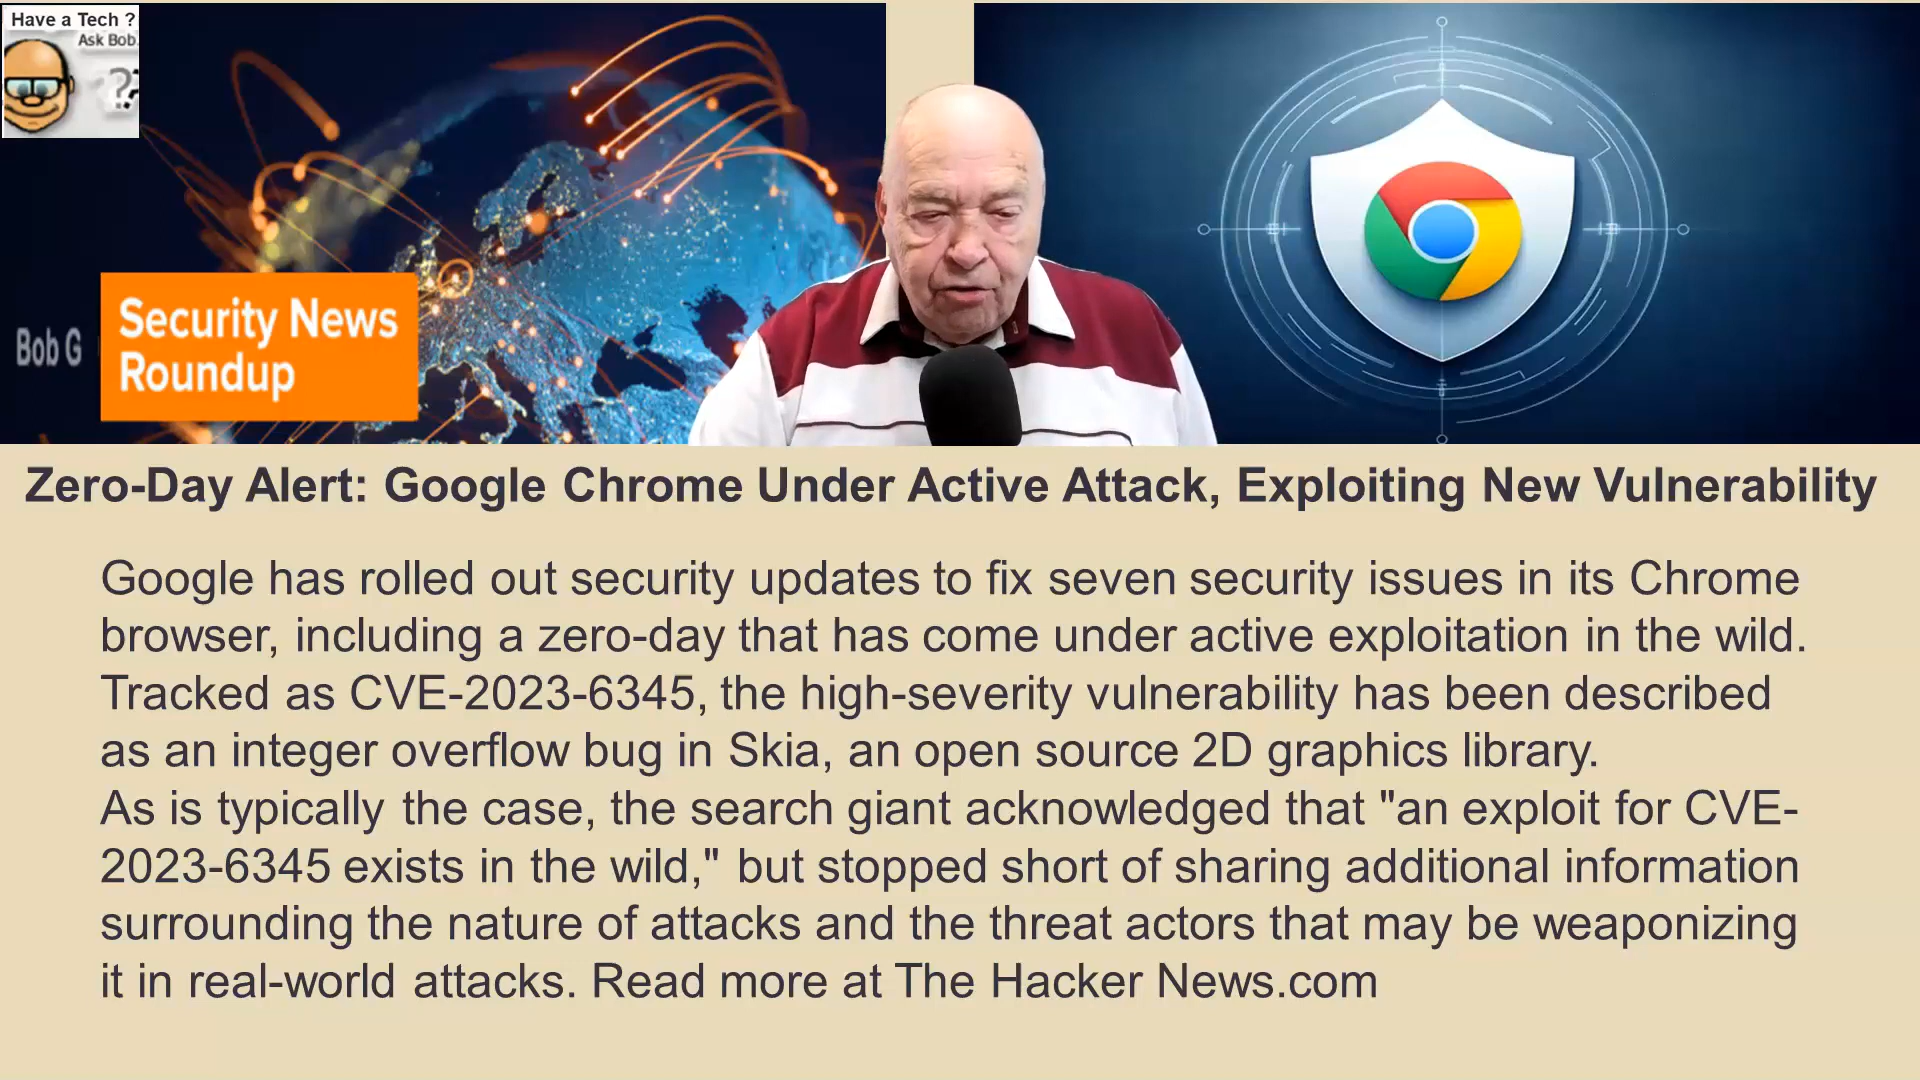 Have a Tech ?
Ask Bob.
??
Bob G
Security News
Roundup
Zero-Day Alert: Google Chrome Under Active Attack, Exploiting New Vulnerability
Google has rolled out security updates to fix seven security issues in its Chrome
browser, including a zero-day that has come under active exploitation in the wild.
Tracked as CVE-2023-6345, the high-severity vulnerability has been described
as an integer overflow bug in Skia, an open source 2D graphics library.
As is typically the case, the search giant acknowledged that "an exploit for CVE-
2023-6345 exists in the wild," but stopped short of sharing additional information
surrounding the nature of attacks and the threat actors that may be weaponizing
it in real-world attacks. Read more at The Hacker News.com